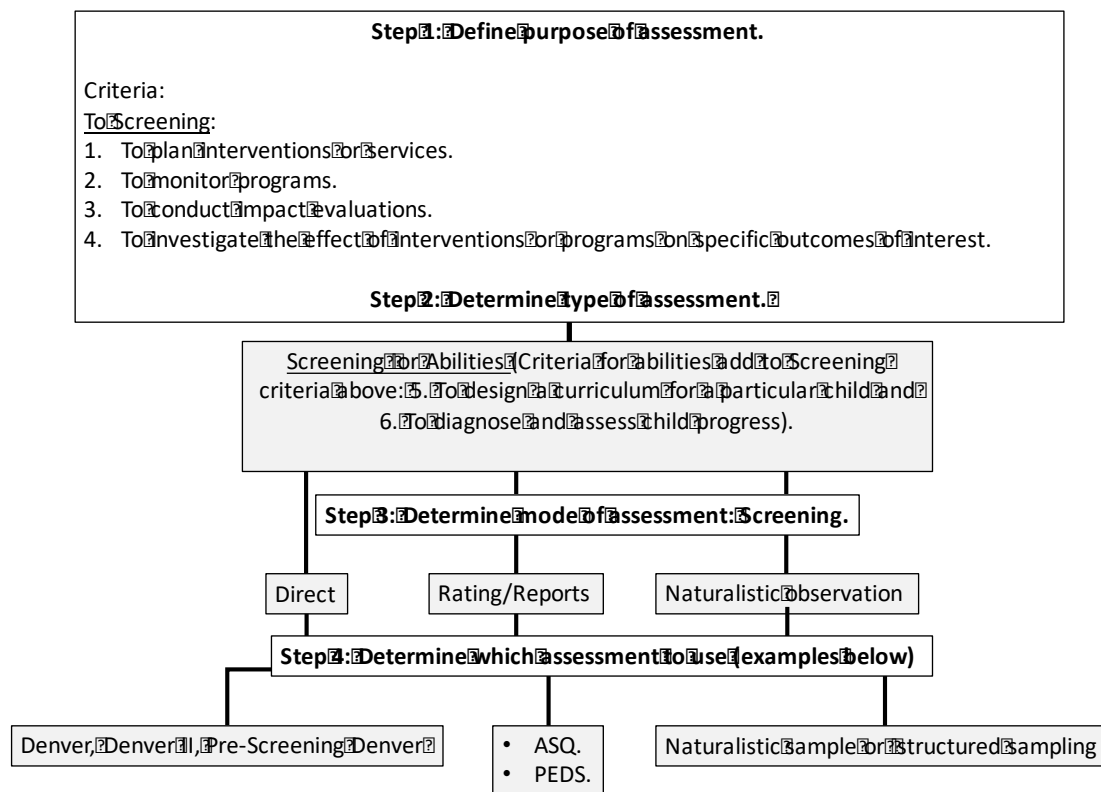 Step 1: Define purpose of assessment.
Criteria:
To Screening:
1. To plan interventions or services.
2. To monitor programs.
3. To conduct impact evaluations.
4. To investigate the effect of interventions or programs on specific outcomes of interest.
Step 2: Determine type of assessment.
Screening or Abilities (Criteria for abilities add to Screening
criteria above: 5. To design a curriculum for a particular child and
6. To diagnose and assess child progress).
Step 3: Determine mode of assessment: Screening.
Direct
Rating/Reports
Naturalistic observation
Step 4: Determine which assessment to use (examples below)
Denver, Denver II, Pre-Screening Denver
• ASQ.
• PEDS.
Naturalistic sample or structured sampling